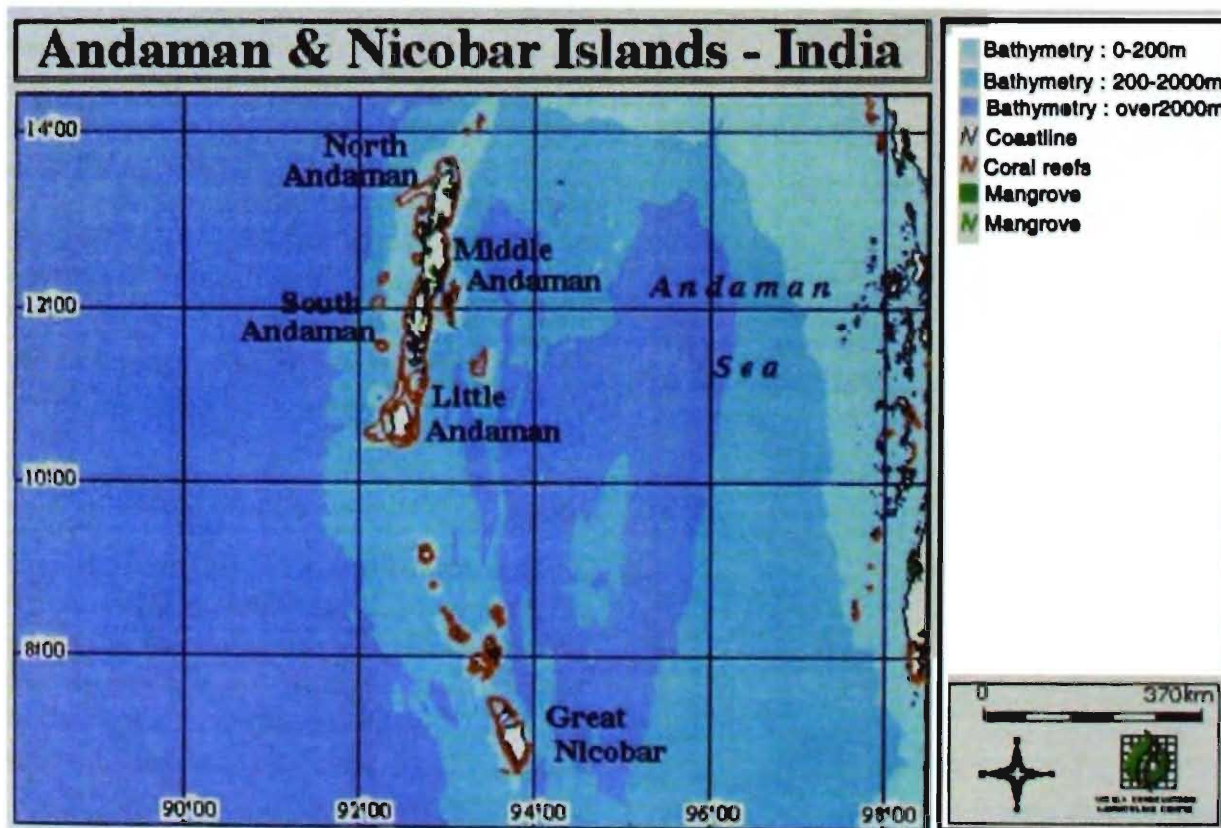 Andaman & Nicobar Islands - India
Bathymetry : 0-200m
Bathymetry : 200-2000m
Bathymetry : over2000m
Coastline
Coral reefs
Mangrove
Mangrove
14°00
North
Andaman
Middle
Andaman
12°00
South
Andaman
Andaman
Sea
Little
Andaman
10°00
8°00
Great
Nicobar
90°00
92°00
94°00
96°00
98°00
0 370km